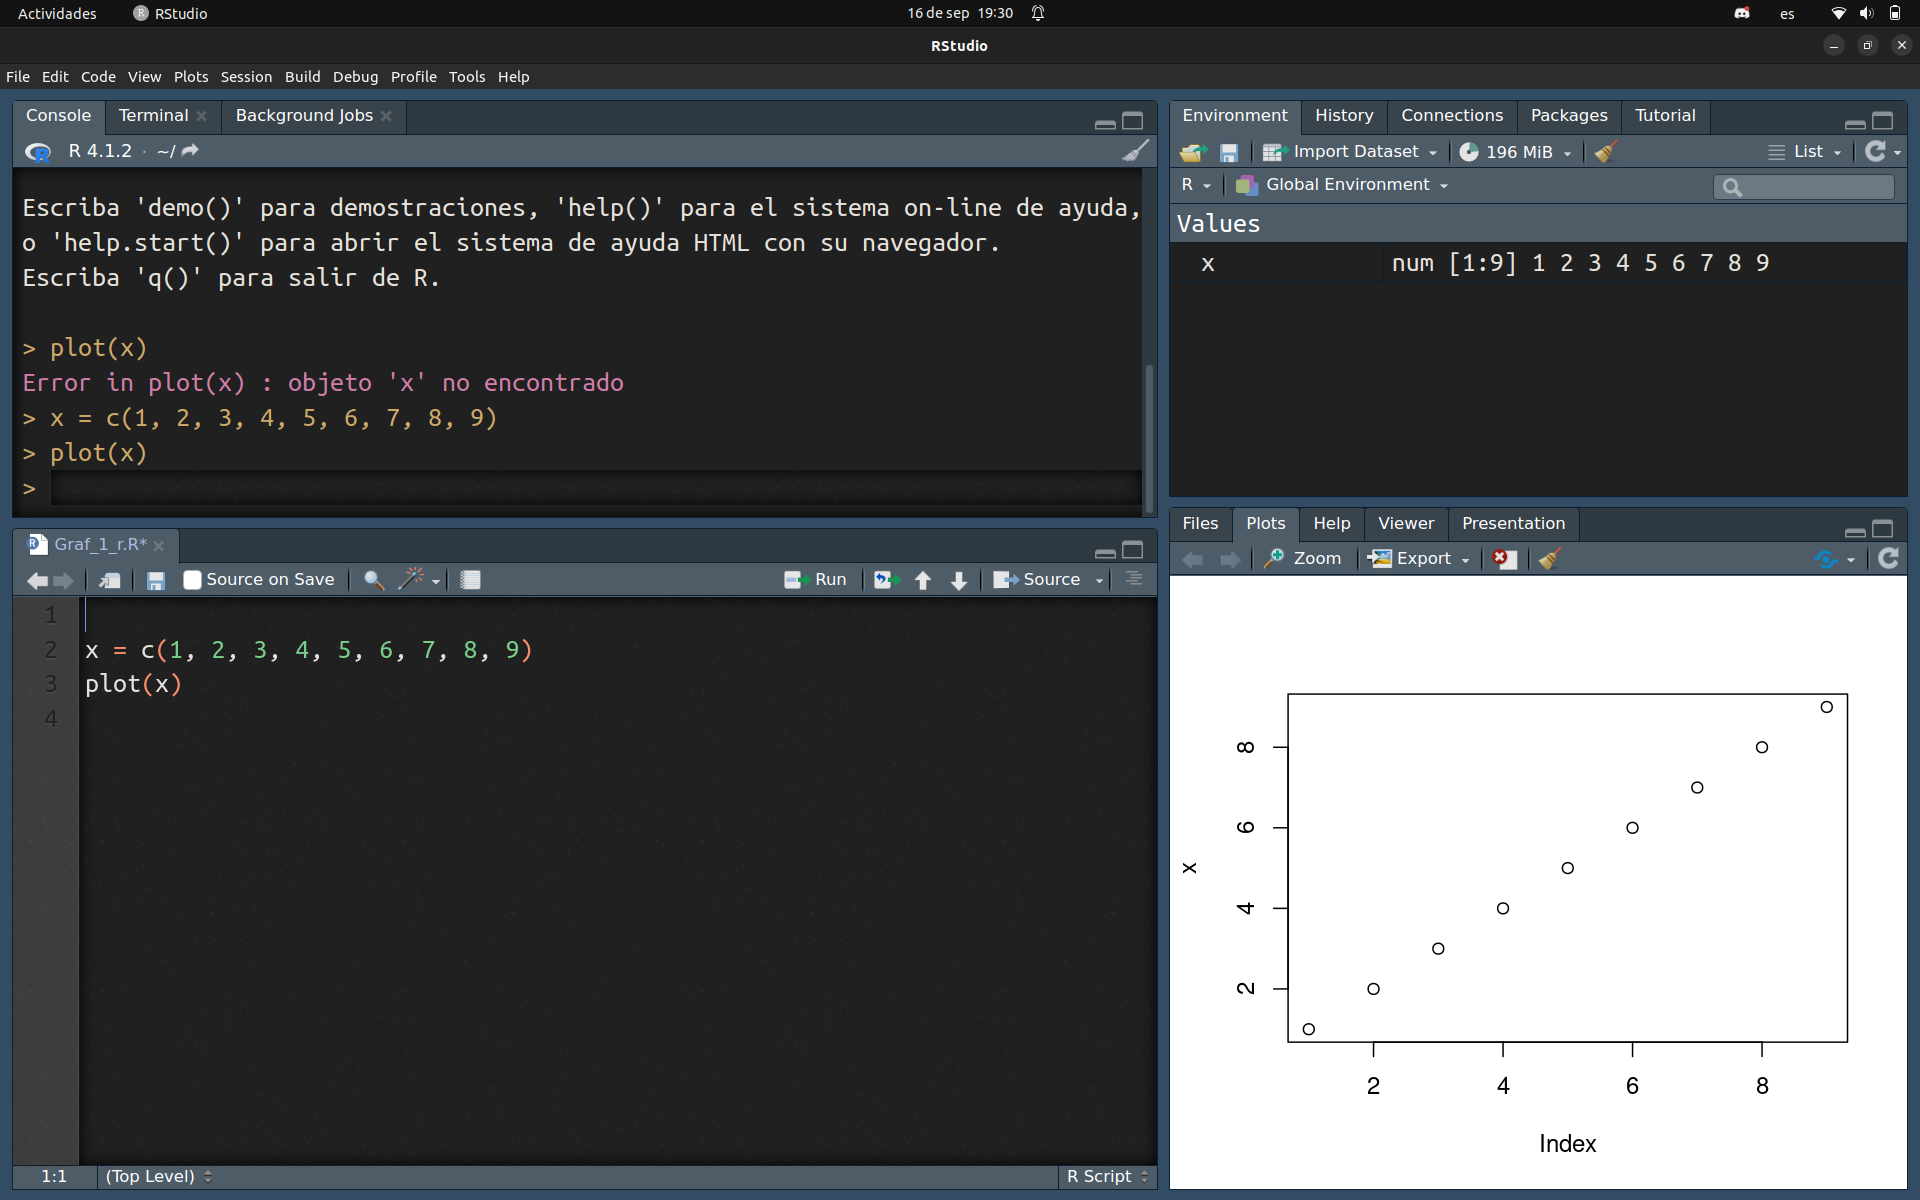 Actividades RStudio 16 de sep 19:30 es
RStudio
File Edit Code View Plots Session Build Debug Profile Tools Help
Console Terminal Background Jobs
R 4.1.2 · ~/
Escriba 'demo()' para demostraciones, 'help()' para el sistema on-line de ayuda,
o 'help.start()' para abrir el sistema de ayuda HTML con su navegador.
Escriba 'q()' para salir de R.
> plot(x)
Error in plot(x) : objeto 'x' no encontrado
> x = c(1, 2, 3, 4, 5, 6, 7, 8, 9)
> plot(x)
>
Graf_1_r.R*
Source on Save Run Source
1
2 x = c(1, 2, 3, 4, 5, 6, 7, 8, 9)
3 plot(x)
4
1:1 (Top Level) R Script
Environment History Connections Packages Tutorial
Import Dataset 196 MiB List
R Global Environment
Values
x num [1:9] 1 2 3 4 5 6 7 8 9
Files Plots Help Viewer Presentation
Zoom Export
8
6
4
2
x
2 4 6 8
Index